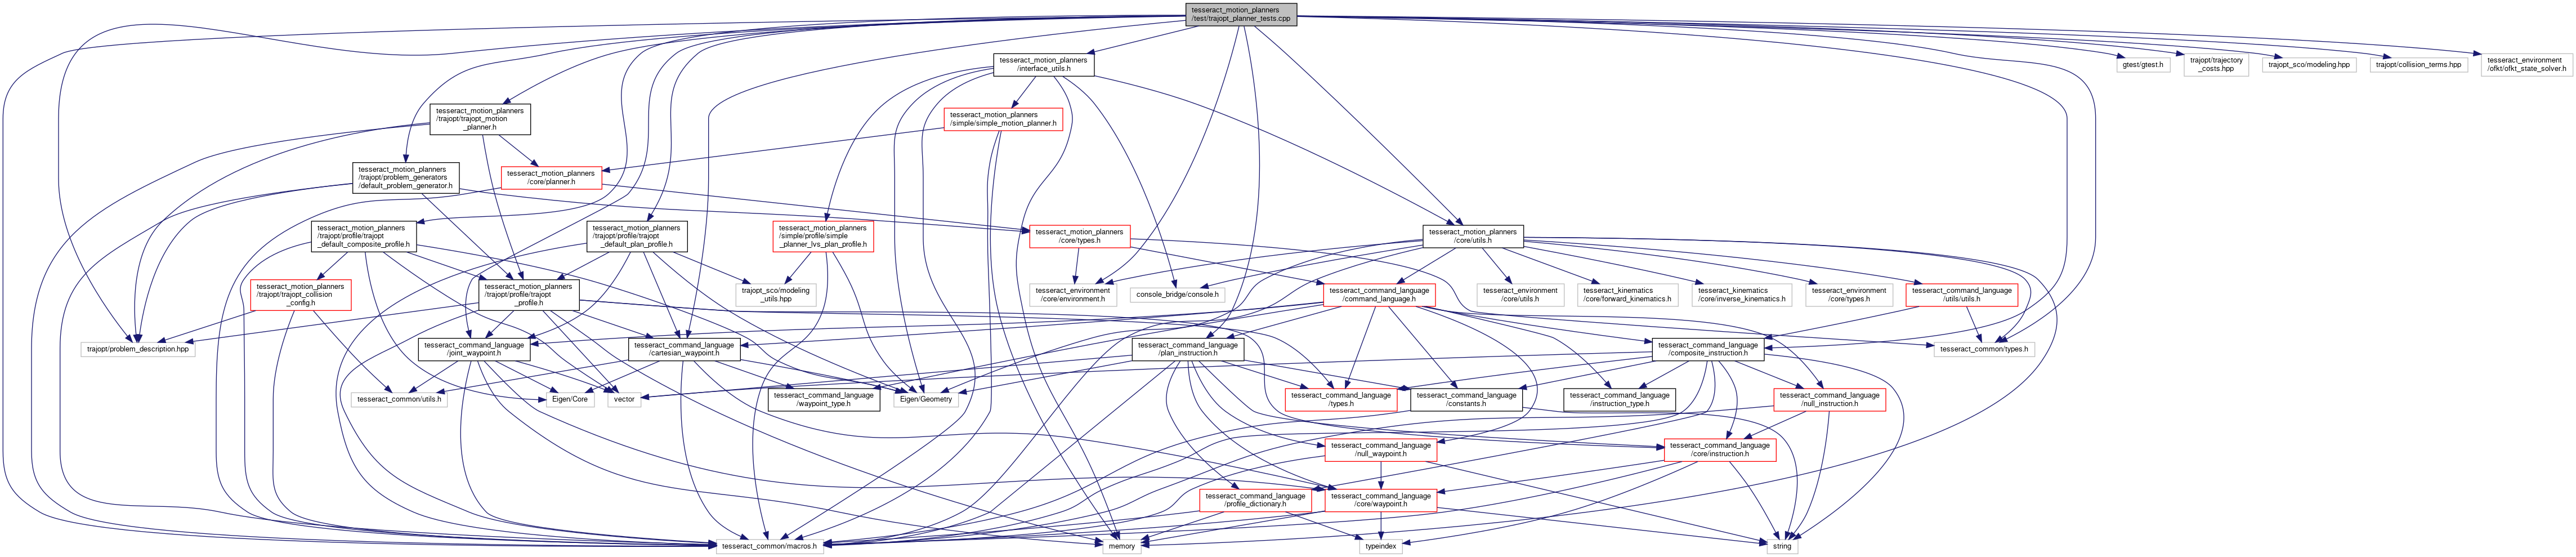 tesseract_motion_planners
/test/trajopt_planner_tests.cpp
tesseract_motion_planners
/interface_utils.h
gtest/gtest.h
trajopt/trajectory
_costs.hpp
trajopt_sco/modeling.hpp
trajopt/collision_terms.hpp
tesseract_environment
/ofkt/ofkt_state_solver.h
tesseract_motion_planners
/trajopt/trajopt_motion
_planner.h
tesseract_motion_planners
/simple/simple_motion_planner.h
tesseract_motion_planners
/trajopt/problem_generators
/default_problem_generator.h
tesseract_motion_planners
/core/planner.h
tesseract_motion_planners
/trajopt/profile/trajopt
_default_composite_profile.h
tesseract_motion_planners
/trajopt/profile/trajopt
_default_plan_profile.h
tesseract_motion_planners
/simple/profile/simple
_planner_lvs_plan_profile.h
tesseract_motion_planners
/core/types.h
tesseract_motion_planners
/core/utils.h
tesseract_motion_planners
/trajopt/trajopt_collision
_config.h
tesseract_motion_planners
/trajopt/profile/trajopt
_profile.h
trajopt_sco/modeling
_utils.hpp
tesseract_environment
/core/environment.h
console_bridge/console.h
tesseract_command_language
/command_language.h
tesseract_environment
/core/utils.h
tesseract_kinematics
/core/forward_kinematics.h
tesseract_kinematics
/core/inverse_kinematics.h
tesseract_environment
/core/types.h
tesseract_command_language
/utils/utils.h
trajopt/problem_description.hpp
tesseract_command_language
/joint_waypoint.h
tesseract_command_language
/cartesian_waypoint.h
tesseract_command_language
/plan_instruction.h
tesseract_command_language
/composite_instruction.h
tesseract_common/types.h
tesseract_common/utils.h
Eigen/Core
vector
tesseract_command_language
/waypoint_type.h
Eigen/Geometry
tesseract_command_language
/types.h
tesseract_command_language
/constants.h
tesseract_command_language
/instruction_type.h
tesseract_command_language
/null_instruction.h
tesseract_command_language
/null_waypoint.h
tesseract_command_language
/core/instruction.h
tesseract_command_language
/profile_dictionary.h
tesseract_command_language
/core/waypoint.h
tesseract_common/macros.h
memory
typeindex
string